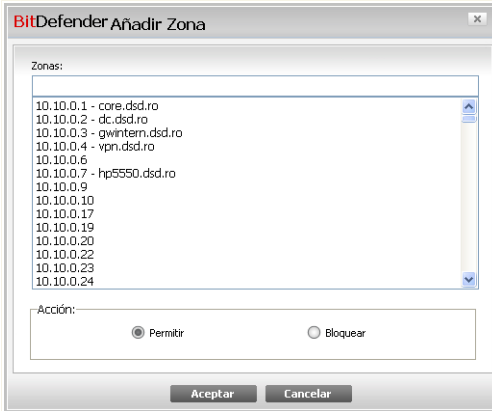 BitDefender Añadir Zona
Zonas:
10.10.0.1 - core.dsd.ro
10.10.0.2 - dc.dsd.ro
10.10.0.3 - gwintern.dsd.ro
10.10.0.4 - vpn.dsd.ro
10.10.0.6
10.10.0.7 - hp5550.dsd.ro
10.10.0.9
10.10.0.10
10.10.0.17
10.10.0.19
10.10.0.20
10.10.0.22
10.10.0.23
10.10.0.24
Acción:
Permitir Bloquear
Aceptar Cancelar